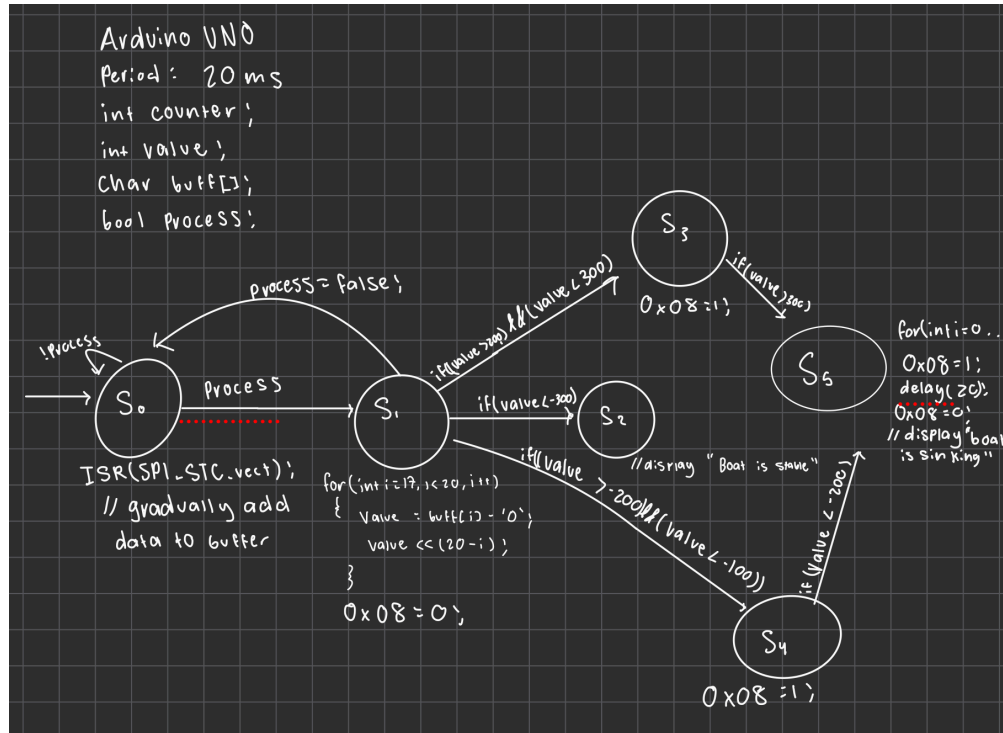 Arduino UNO
Period: 20 ms
int counter;
int value;
Char buff[];
bool process;
S3
0x08=1;
if(value>300)
process=false;
if((value>200)&&(value<300)
!Process
S0
Process
S1
if(value<-300)
S2
S5
for(int i=0..
0x08=1;
delay(20);
0x08=0;
// display "boat
is sinking"
ISR(SPI_STC_vect);
// gradually add
data to buffer
for(int i=17, i<20, i++)
{ Value = buff[i]-'0';
value <<(20-i);
}
0x08=0;
//display "Boat is stable"
if((value >-200)&&(value<-100))
if(value <-200)
S4
0x08=1;